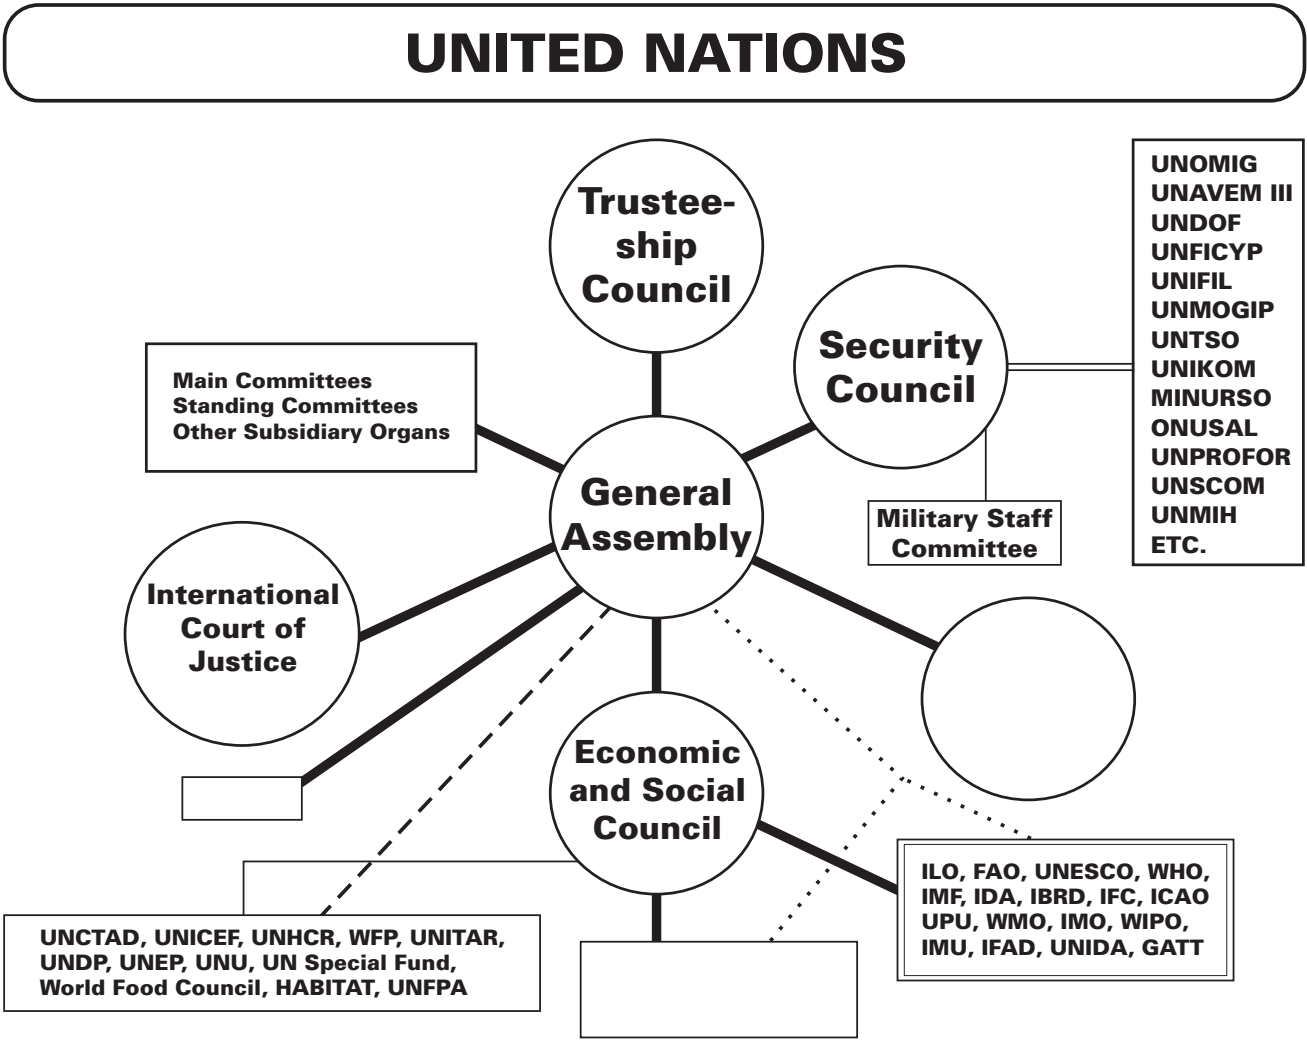 UNITED NATIONS
Trustee-
ship
Council
UNOMIG
UNAVEM III
UNDOF
UNFICYP
UNIFIL
UNMOGIP
UNTSO
UNIKOM
MINURSO
ONUSAL
UNPROFOR
UNSCOM
UNMIH
ETC.
Security
Council
Main Committees
Standing Committees
Other Subsidiary Organs
General
Assembly
Military Staff
Committee
International
Court of
Justice
Economic
and Social
Council
ILO, FAO, UNESCO, WHO,
IMF, IDA, IBRD, IFC, ICAO
UPU, WMO, IMO, WIPO,
IMU, IFAD, UNIDA, GATT
UNCTAD, UNICEF, UNHCR, WFP, UNITAR,
UNDP, UNEP, UNU, UN Special Fund,
World Food Council, HABITAT, UNFPA